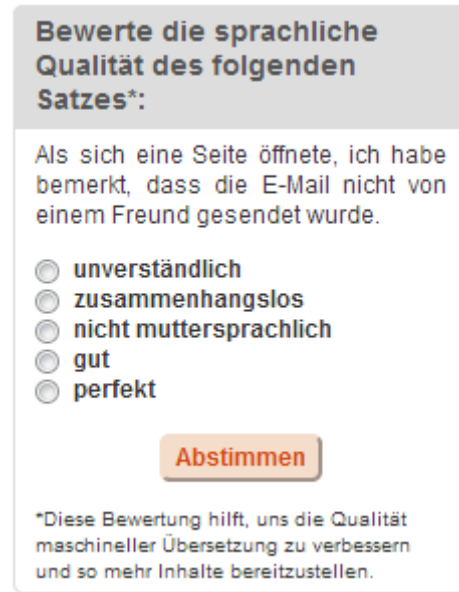 Bewerte die sprachliche
Qualität des folgenden
Satzes*:
Als sich eine Seite öffnete, ich habe
bemerkt, dass die E-Mail nicht von
einem Freund gesendet wurde.
unverständlich
zusammenhangslos
nicht muttersprachlich
gut
perfekt
Abstimmen
*Diese Bewertung hilft, uns die Qualität
maschineller Übersetzung zu verbessern
und so mehr Inhalte bereitzustellen.